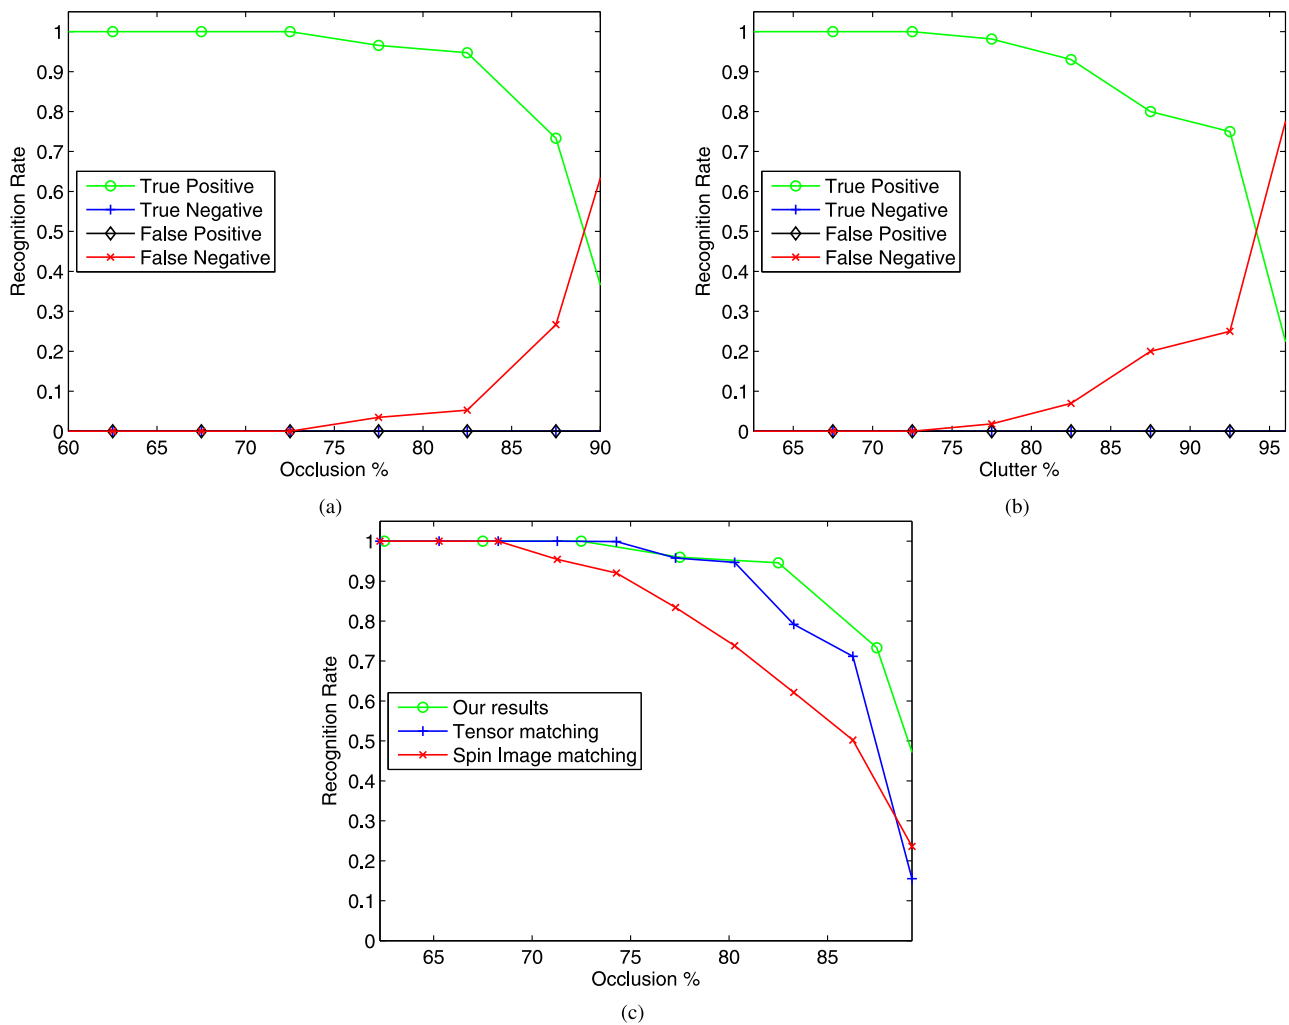 1
0.9
0.8
0.7
0.6
0.5
0.4
0.3
0.2
0.1
0
Recognition Rate
True Positive
True Negative
False Positive
False Negative
60 65 70 75 80 85 90
Occlusion %
(a)
1
0.9
0.8
0.7
0.6
0.5
0.4
0.3
0.2
0.1
0
Recognition Rate
True Positive
True Negative
False Positive
False Negative
65 70 75 80 85 90 95
Clutter %
(b)
1
0.9
0.8
0.7
0.6
0.5
0.4
0.3
0.2
0.1
0
Recognition Rate
Our results
Tensor matching
Spin Image matching
65 70 75 80 85
Occlusion %
(c)